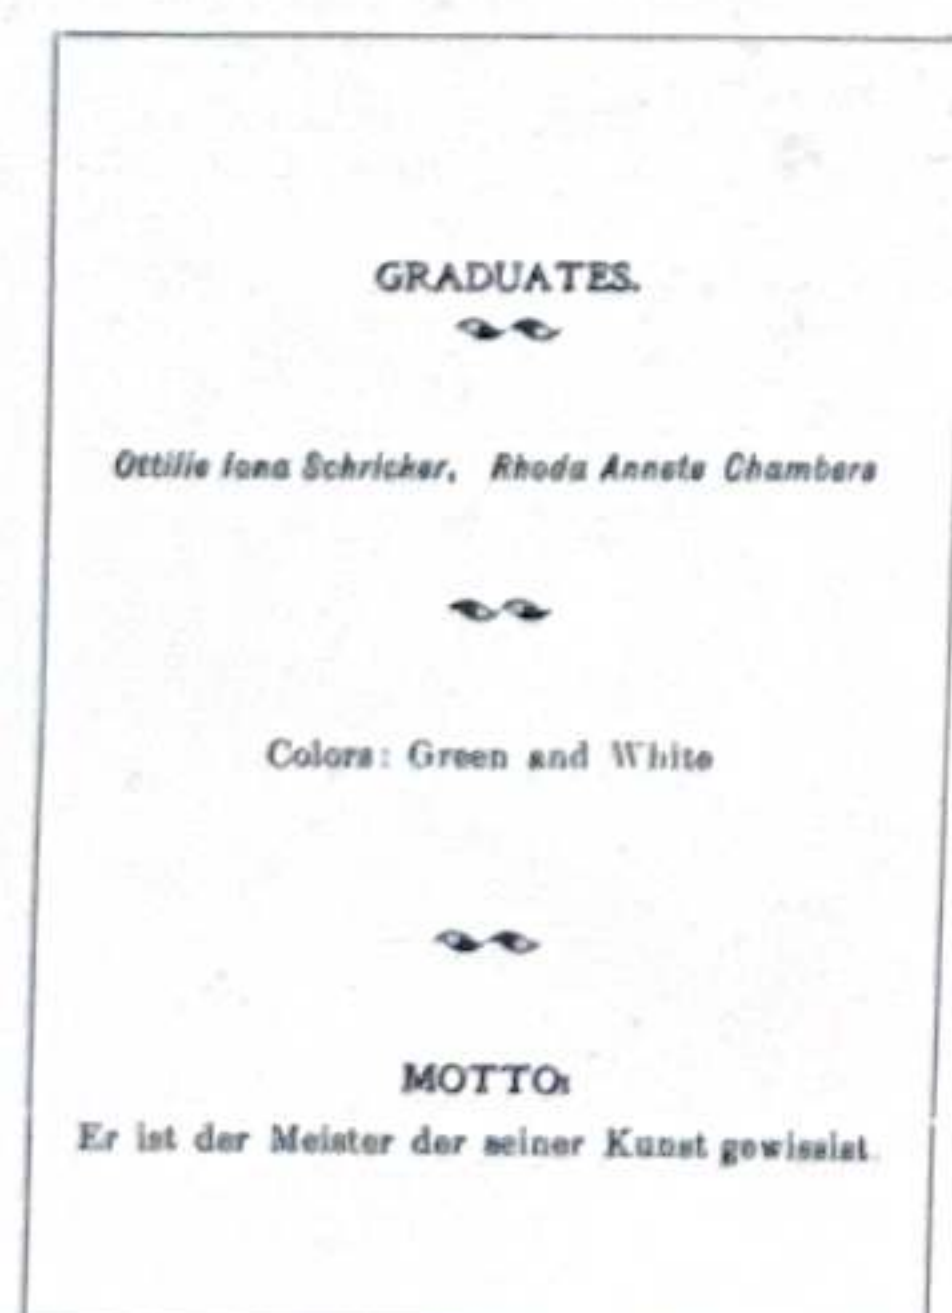 GRADUATES.
Ottilie Iona Schricker, Rhoda Annete Chambers
Colors: Green and White
MOTTO:
Er ist der Meister der seiner Kunst gewissist.